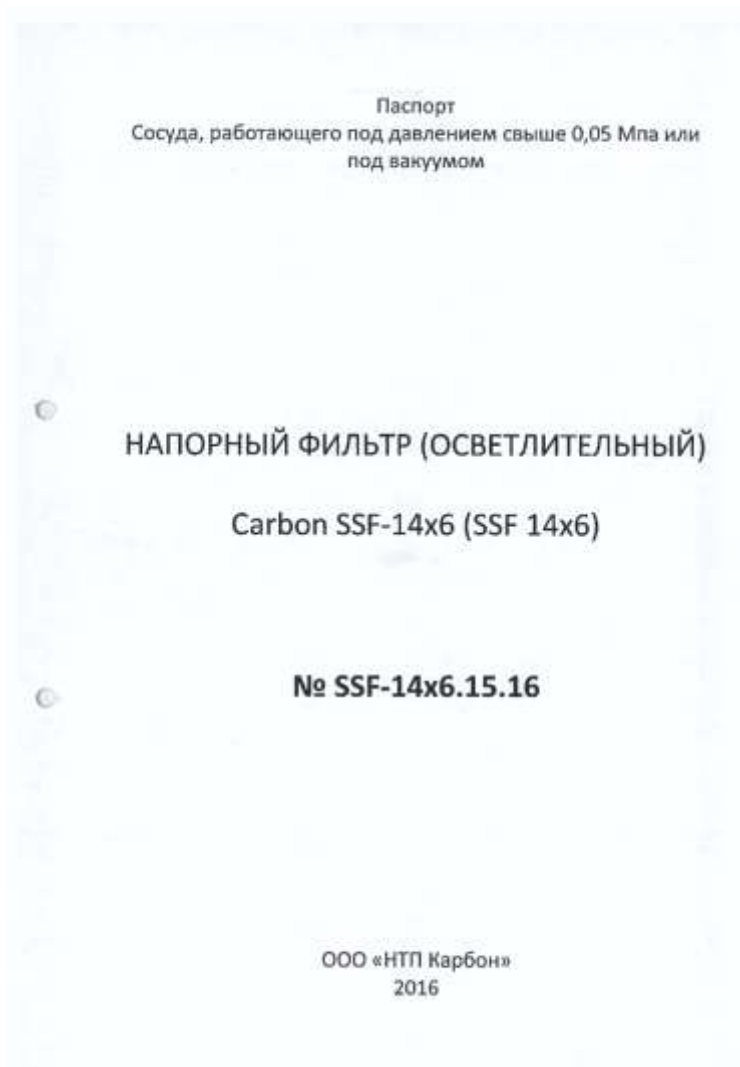 Паспорт
Сосуда, работающего под давлением свыше 0,05 Мпа или
под вакуумом
НАПОРНЫЙ ФИЛЬТР (ОСВЕТЛИТЕЛЬНЫЙ)
Carbon SSF-14x6 (SSF 14x6)
№ SSF-14x6.15.16
ООО «НТП Карбон»
2016